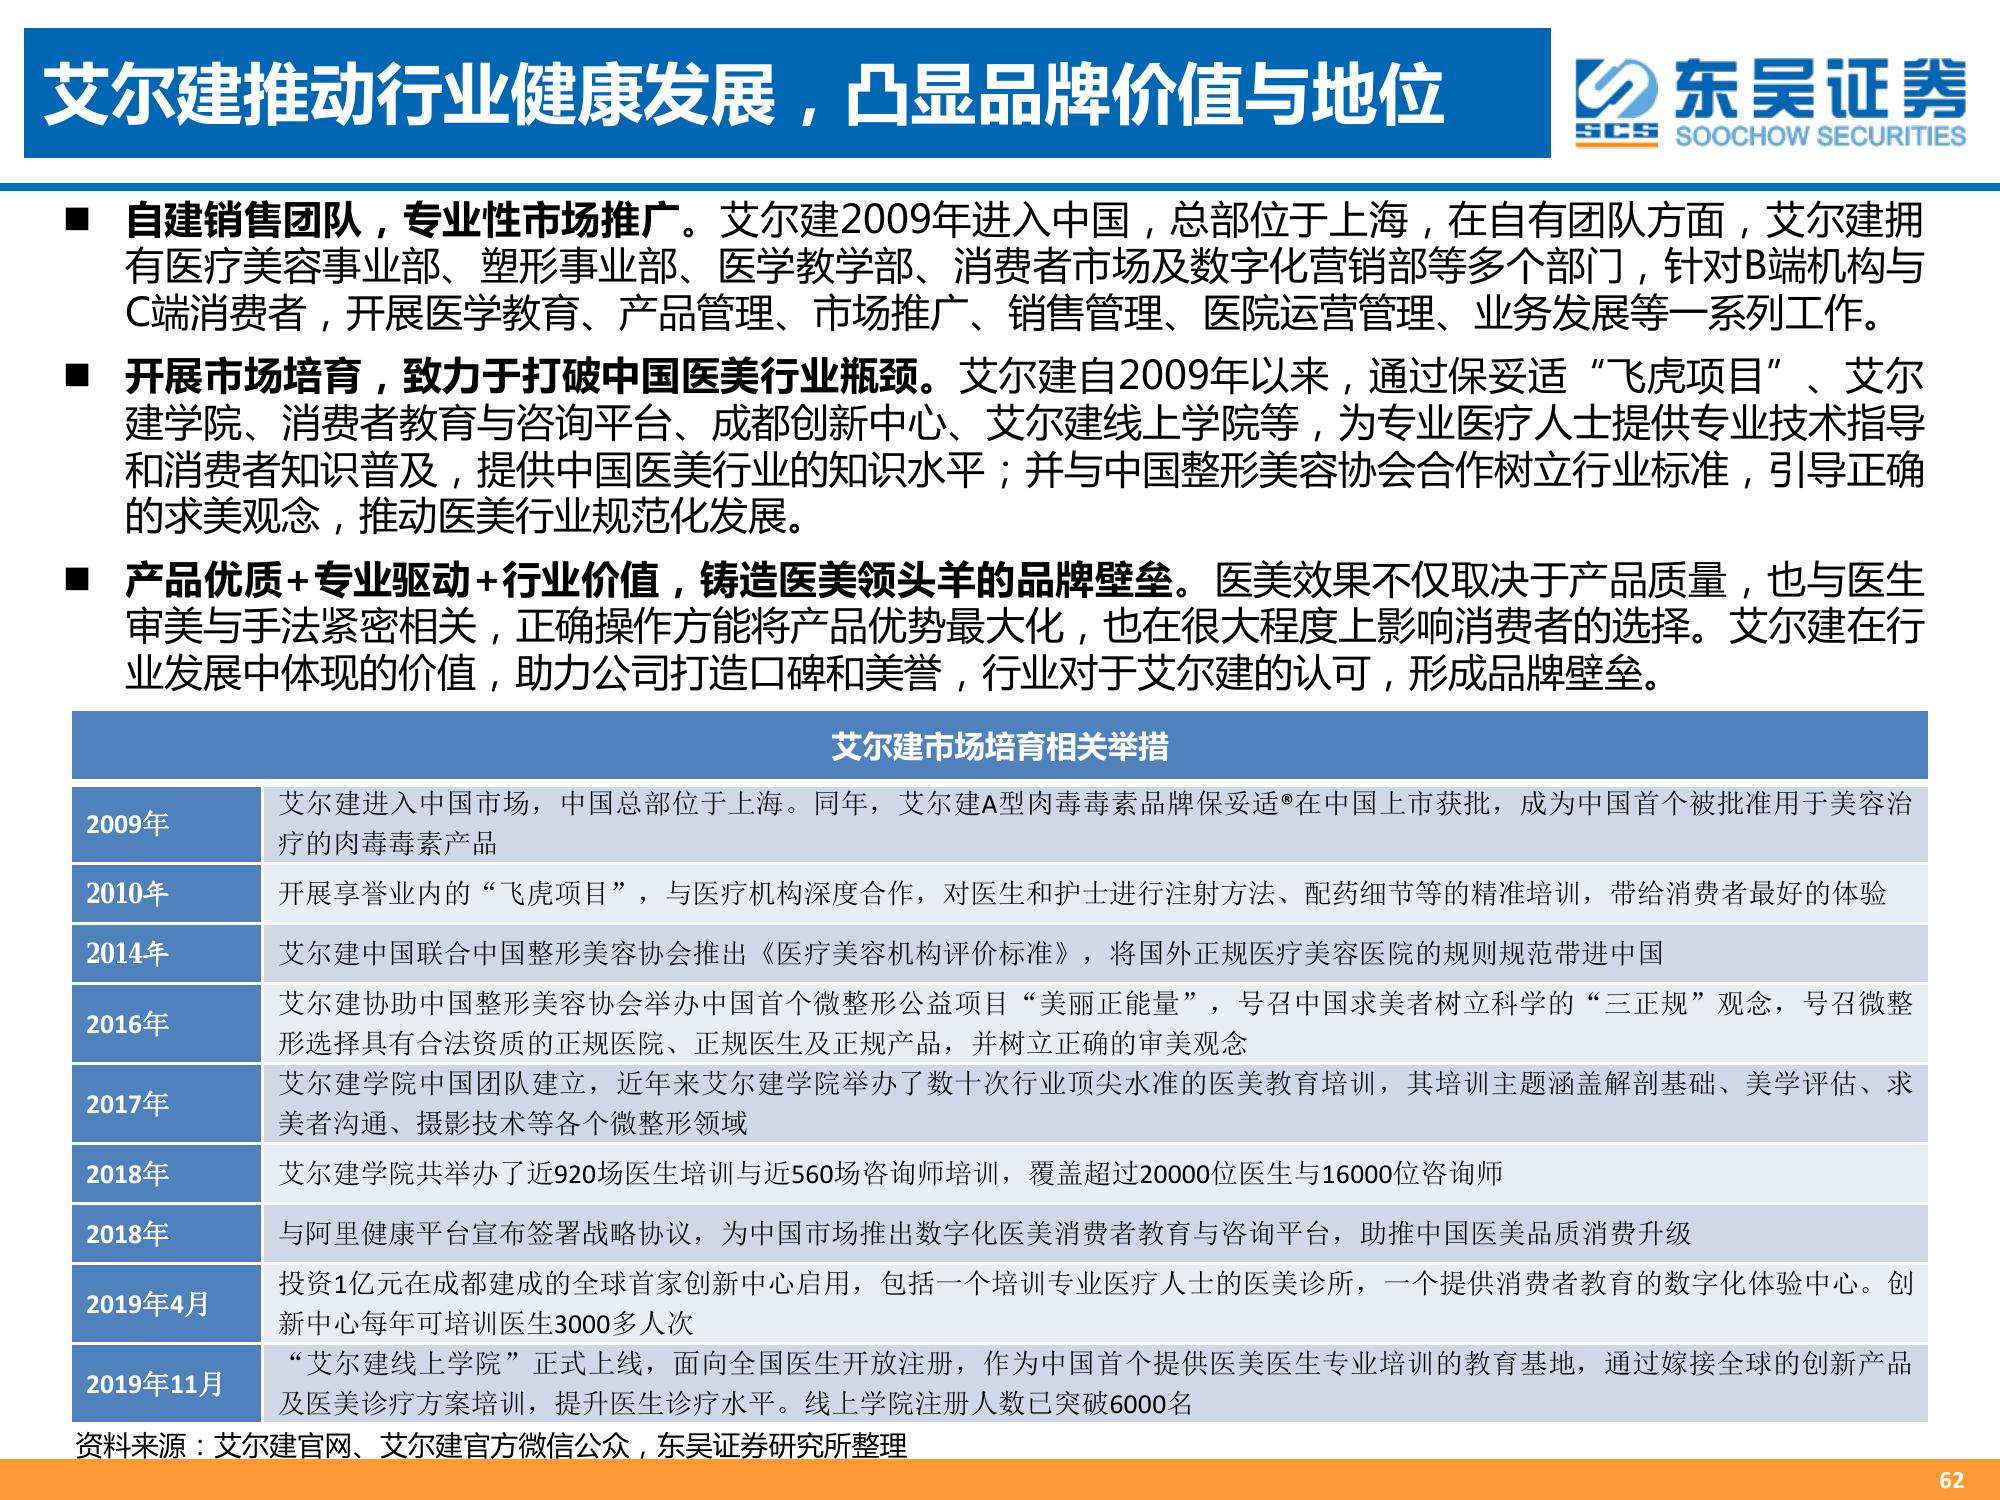 艾尔建推动行业健康发展，凸显品牌价值与地位
东吴证券
SCS
SOOCHOW SECURITIES
■ 自建销售团队，专业性市场推广。艾尔建2009年进入中国，总部位于上海，在自有团队方面，艾尔建拥
有医疗美容事业部、塑形事业部、医学教学部、消费者市场及数字化营销部等多个部门，针对B端机构与
C端消费者，开展医学教育、产品管理、市场推广、销售管理、医院运营管理、业务发展等一系列工作。
■ 开展市场培育，致力于打破中国医美行业瓶颈。艾尔建自2009年以来，通过保妥适“飞虎项目”、艾尔
建学院、消费者教育与咨询平台、成都创新中心、艾尔建线上学院等，为专业医疗人士提供专业技术指导
和消费者知识普及，提供中国医美行业的知识水平；并与中国整形美容协会合作树立行业标准，引导正确
的求美观念，推动医美行业规范化发展。
■ 产品优质+专业驱动+行业价值，铸造医美领头羊的品牌壁垒。医美效果不仅取决于产品质量，也与医生
审美与手法紧密相关，正确操作方能将产品优势最大化，也在很大程度上影响消费者的选择。艾尔建在行
业发展中体现的价值，助力公司打造口碑和美誉，行业对于艾尔建的认可，形成品牌壁垒。
艾尔建市场培育相关举措
2009年
艾尔建进入中国市场，中国总部位于上海。同年，艾尔建A型肉毒毒素品牌保妥适®在中国上市获批，成为中国首个被批准用于美容治
疗的肉毒毒素产品
2010年
开展享誉业内的“飞虎项目”，与医疗机构深度合作，对医生和护士进行注射方法、配药细节等的精准培训，带给消费者最好的体验
2014年
艾尔建中国联合中国整形美容协会推出《医疗美容机构评价标准》，将国外正规医疗美容医院的规则规范带进中国
2016年
艾尔建协助中国整形美容协会举办中国首个微整形公益项目“美丽正能量”，号召中国求美者树立科学的“三正规”观念，号召微整
形选择具有合法资质的正规医院、正规医生及正规产品，并树立正确的审美观念
2017年
艾尔建学院中国团队建立，近年来艾尔建学院举办了数十次行业顶尖水准的医美教育培训，其培训主题涵盖解剖基础、美学评估、求
美者沟通、摄影技术等各个微整形领域
2018年
艾尔建学院共举办了近920场医生培训与近560场咨询师培训，覆盖超过20000位医生与16000位咨询师
2018年
与阿里健康平台宣布签署战略协议，为中国市场推出数字化医美消费者教育与咨询平台，助推中国医美品质消费升级
2019年4月
投资1亿元在成都建成的全球首家创新中心启用，包括一个培训专业医疗人士的医美诊所，一个提供消费者教育的数字化体验中心。创
新中心每年可培训医生3000多人次
2019年11月
“艾尔建线上学院”正式上线，面向全国医生开放注册，作为中国首个提供医美医生专业培训的教育基地，通过嫁接全球的创新产品
及医美诊疗方案培训，提升医生诊疗水平。线上学院注册人数已突破6000名
资料来源：艾尔建官网、艾尔建官方微信公众，东吴证券研究所整理
62